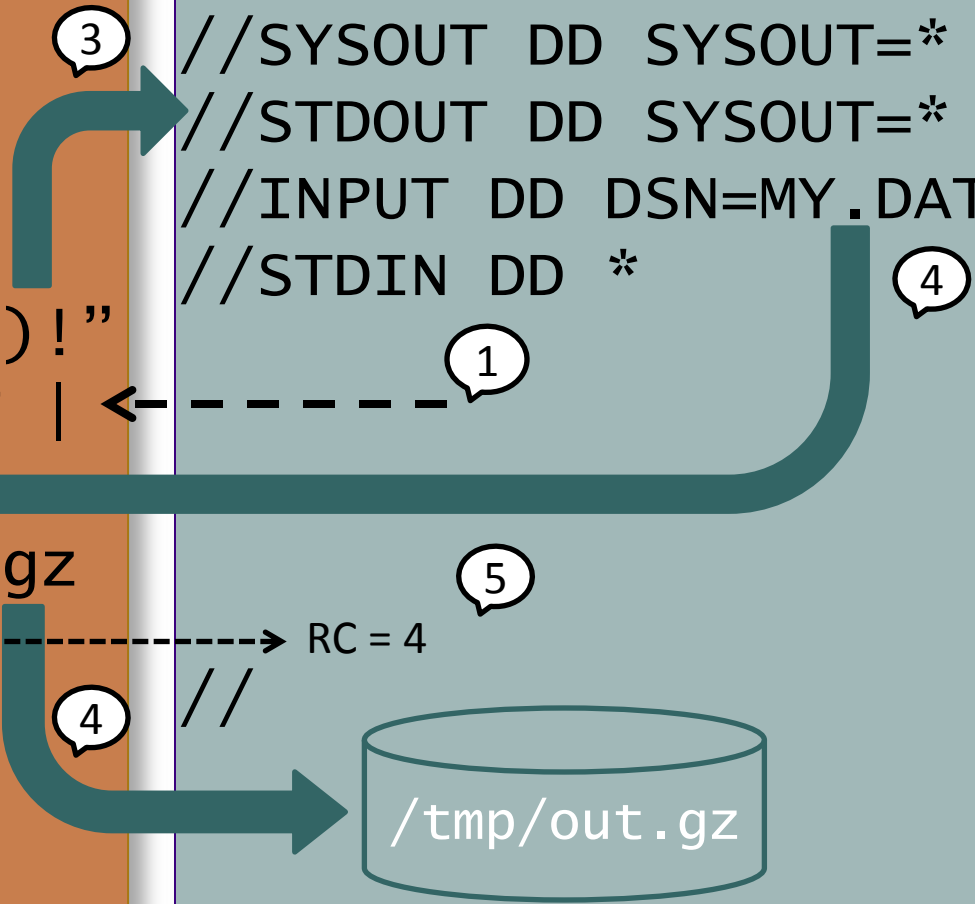 3
//SYSOUT DD SYSOUT=*
//STDOUT DD SYSOUT=*
//INPUT DD DSN=MY.DAT
4
//STDIN DD *
)!”
1
|
5
gz
RC = 4
4
//
/tmp/out.gz